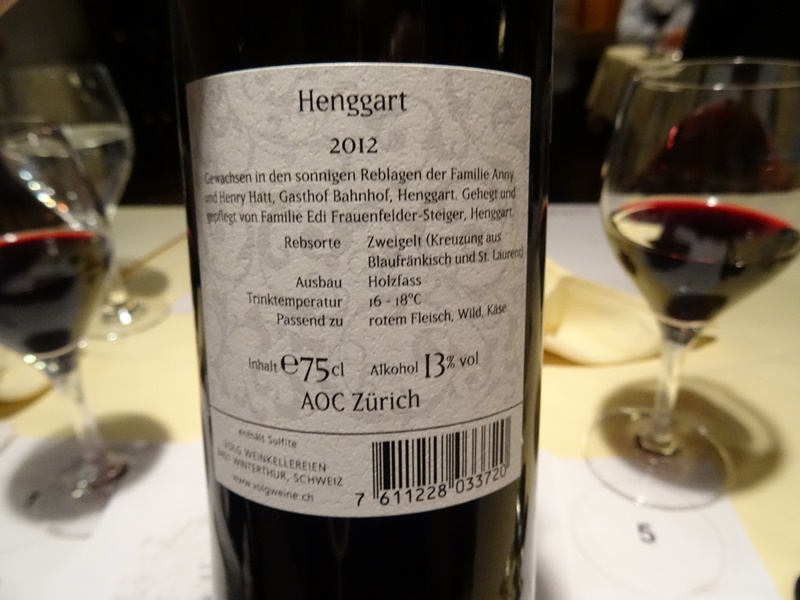 Henggart
2012
Gewachsen in den sonnigen Reblagen der Familie Anny
und Henry Hatt, Gasthof Bahnhof, Henggart. Gehegt und
gepflegt von Familie Edi Frauenfelder-Steiger, Henggart.
Rebsorte Zweigelt (Kreuzung aus
Blaufränkisch und St. Laurent)
Ausbau Holzfass
Trinktemperatur 16 - 18°C
Passend zu rotem Fleisch, Wild, Käse
Inhalt ℮75cl Alkohol 13% vol
AOC Zürich
enthält Sulfite
VOLG WEINKELLEREIEN
8401 WINTERTHUR, SCHWEIZ
www.volgweine.ch
7 611228 033720
5